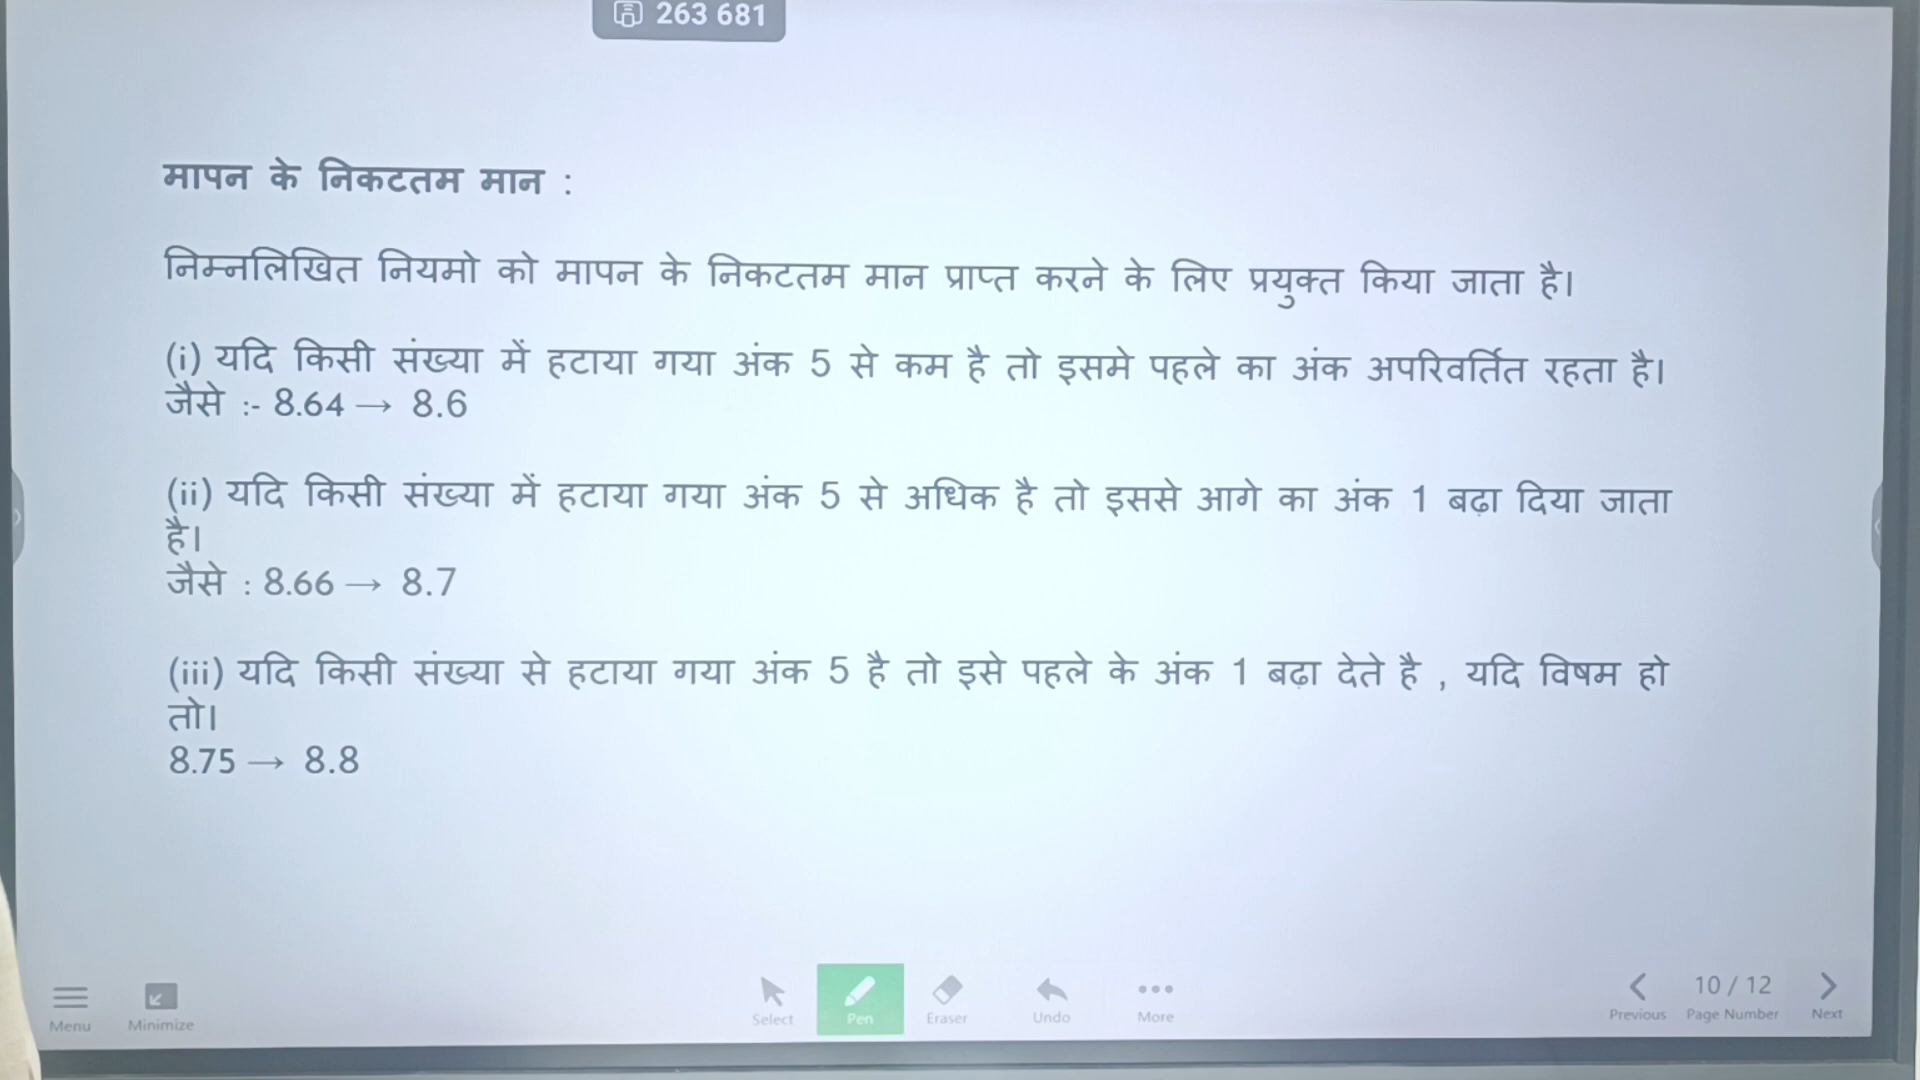 263 681
मापन के निकटतम मान :
निम्नलिखित नियमो को मापन के निकटतम मान प्राप्त करने के लिए प्रयुक्त किया जाता है।
(i) यदि किसी संख्या में हटाया गया अंक 5 से कम है तो इसमे पहले का अंक अपरिवर्तित रहता है।
जैसे :- 8.64 → 8.6
(ii) यदि किसी संख्या में हटाया गया अंक 5 से अधिक है तो इससे आगे का अंक 1 बढ़ा दिया जाता
है।
जैसे : 8.66 → 8.7
(iii) यदि किसी संख्या से हटाया गया अंक 5 है तो इसे पहले के अंक 1 बढ़ा देते है , यदि विषम हो
तो।
8.75 → 8.8
Menu Minimize Select Pen Eraser Undo More
10 / 12
Previous Page Number Next